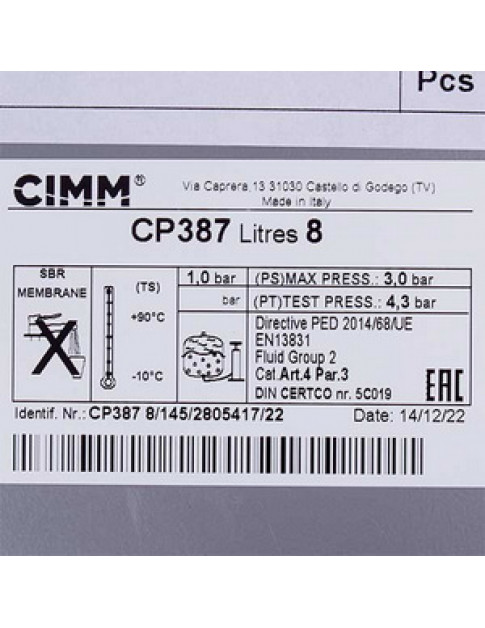 Pcs
CIMM®
Via Caprera,13 31030 Castello di Godego (TV)
Made in Italy
CP387 Litres 8
SBR
MEMBRANE
(TS)
+90°C
-10°C
1,0 bar
bar
(PS)MAX PRESS.: 3,0 bar
(PT)TEST PRESS.: 4,3 bar
Directive PED 2014/68/UE
EN13831
Fluid Group 2
Cat.Art.4 Par.3
DIN CERTCO nr. 5C019
EAC
Identif. Nr.: CP387 8/145/2805417/22
Date: 14/12/22